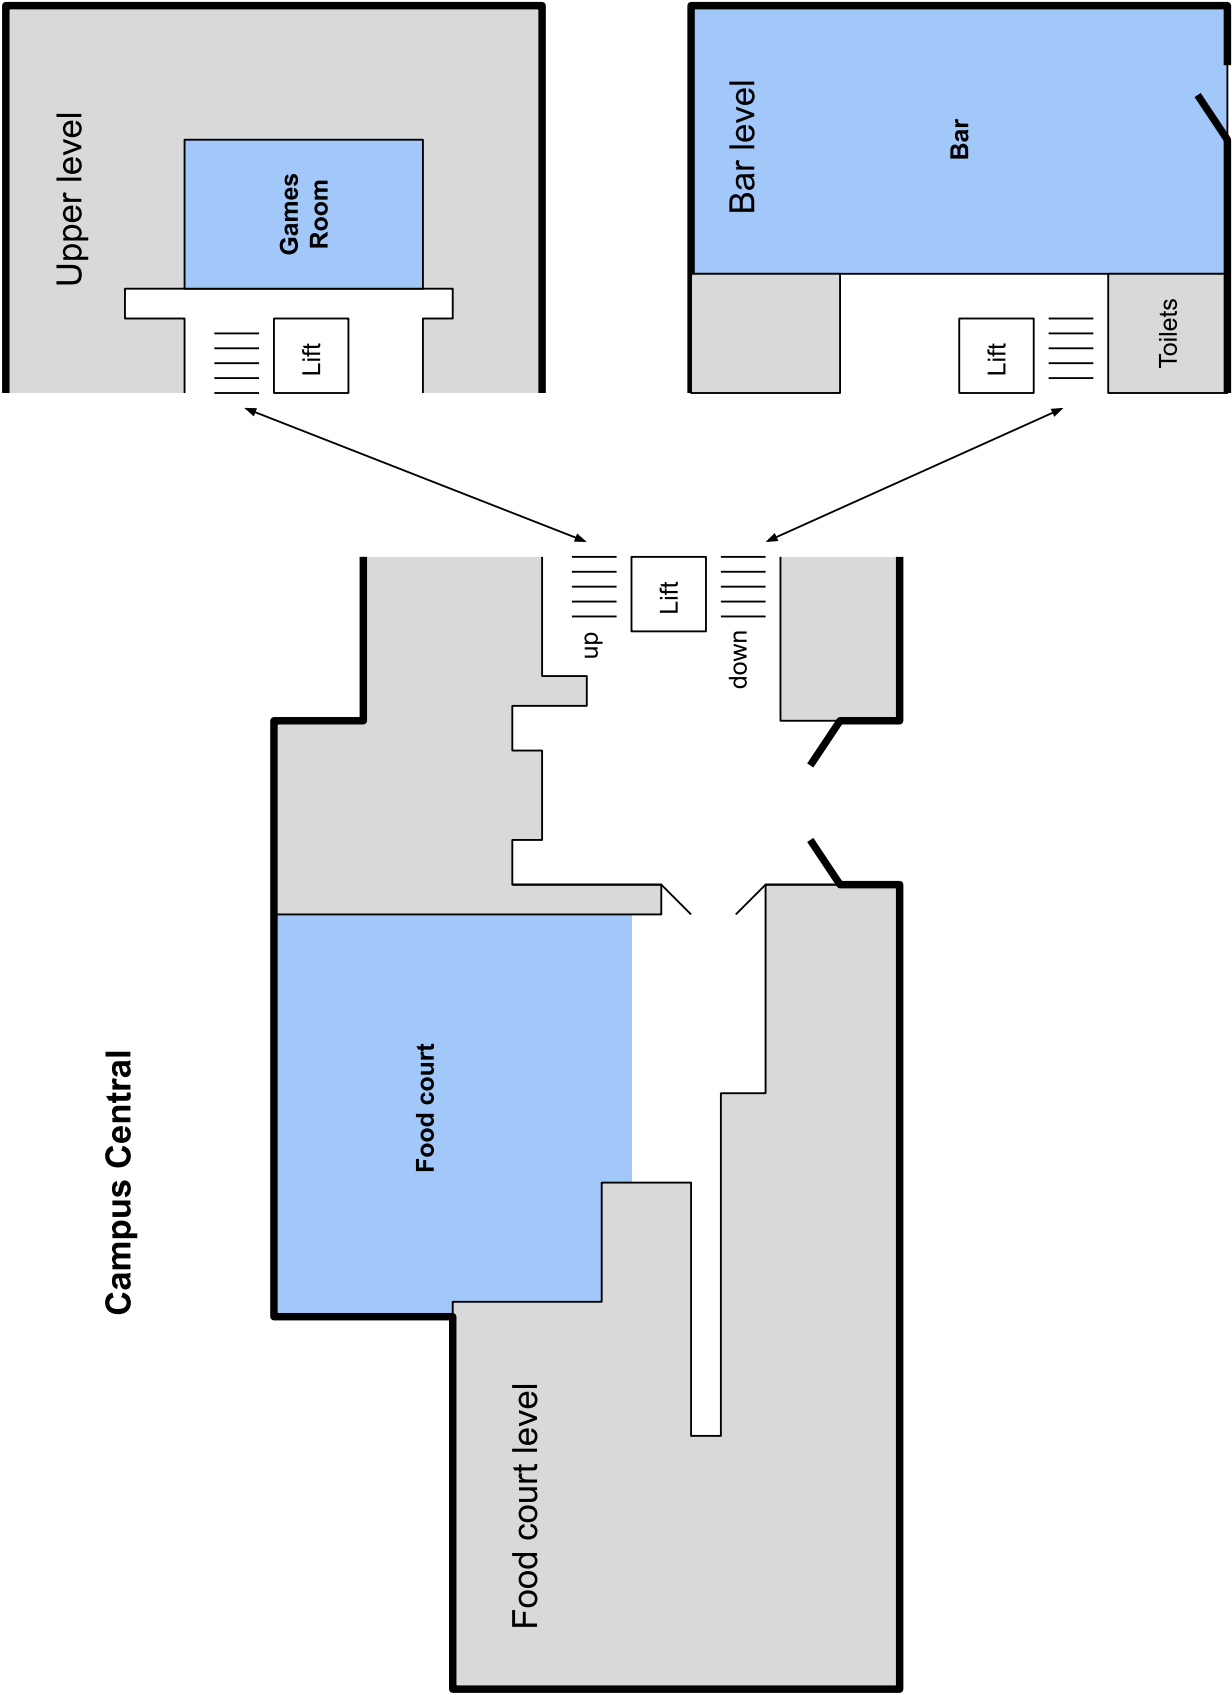 Campus Central
Upper level
Games
Room
Lift
Bar level
Bar
Lift
Toilets
Food court level
Food court
up
Lift
down